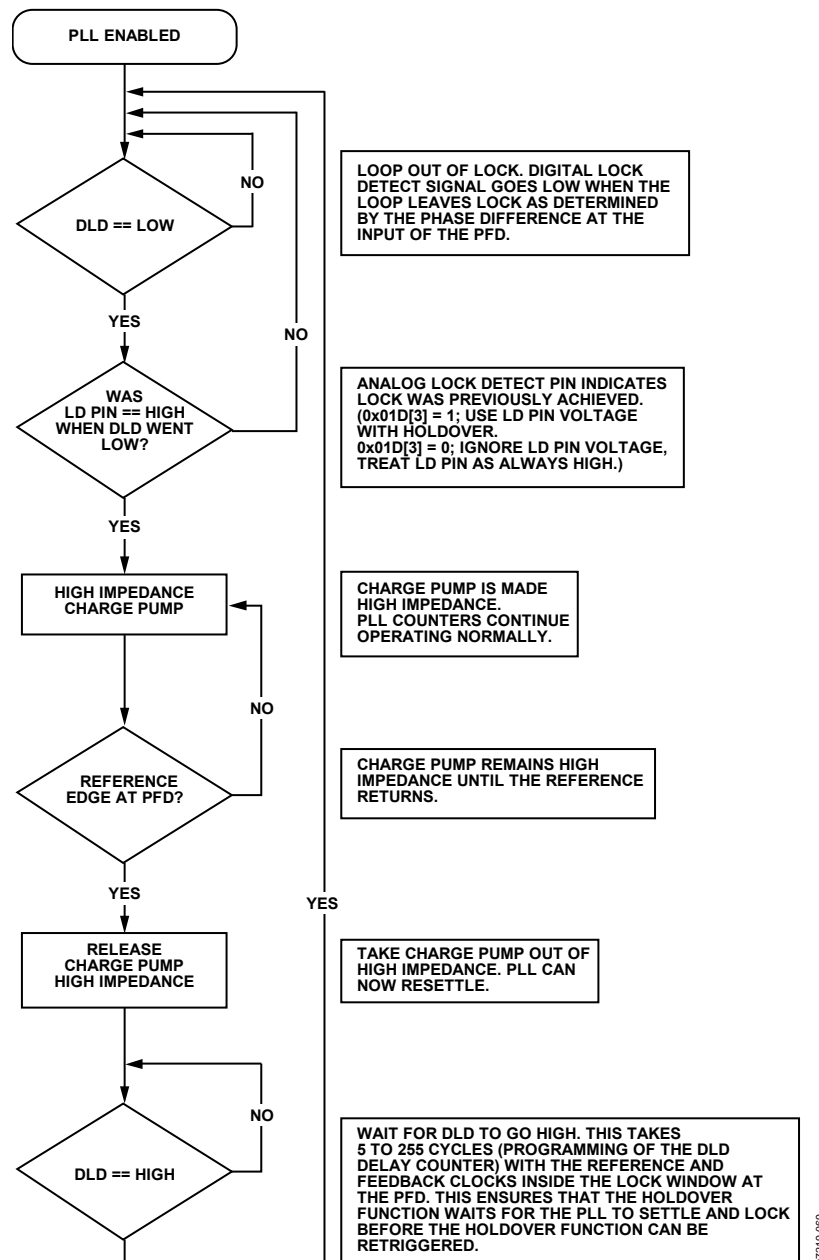 PLL ENABLED
NO
DLD == LOW
LOOP OUT OF LOCK. DIGITAL LOCK
DETECT SIGNAL GOES LOW WHEN THE
LOOP LEAVES LOCK AS DETERMINED
BY THE PHASE DIFFERENCE AT THE
INPUT OF THE PFD.
YES
NO
WAS
LD PIN == HIGH
WHEN DLD WENT
LOW?
ANALOG LOCK DETECT PIN INDICATES
LOCK WAS PREVIOUSLY ACHIEVED.
(0x01D[3] = 1; USE LD PIN VOLTAGE
WITH HOLDOVER.
0x01D[3] = 0; IGNORE LD PIN VOLTAGE,
TREAT LD PIN AS ALWAYS HIGH.)
YES
HIGH IMPEDANCE
CHARGE PUMP
CHARGE PUMP IS MADE
HIGH IMPEDANCE.
PLL COUNTERS CONTINUE
OPERATING NORMALLY.
NO
REFERENCE
EDGE AT PFD?
CHARGE PUMP REMAINS HIGH
IMPEDANCE UNTIL THE REFERENCE
RETURNS.
YES
YES
RELEASE
CHARGE PUMP
HIGH IMPEDANCE
TAKE CHARGE PUMP OUT OF
HIGH IMPEDANCE. PLL CAN
NOW RESETTLE.
NO
DLD == HIGH
WAIT FOR DLD TO GO HIGH. THIS TAKES
5 TO 255 CYCLES (PROGRAMMING OF THE DLD
DELAY COUNTER) WITH THE REFERENCE AND
FEEDBACK CLOCKS INSIDE THE LOCK WINDOW AT
THE PFD. THIS ENSURES THAT THE HOLDOVER
FUNCTION WAITS FOR THE PLL TO SETTLE AND LOCK
BEFORE THE HOLDOVER FUNCTION CAN BE
RETRIGGERED.